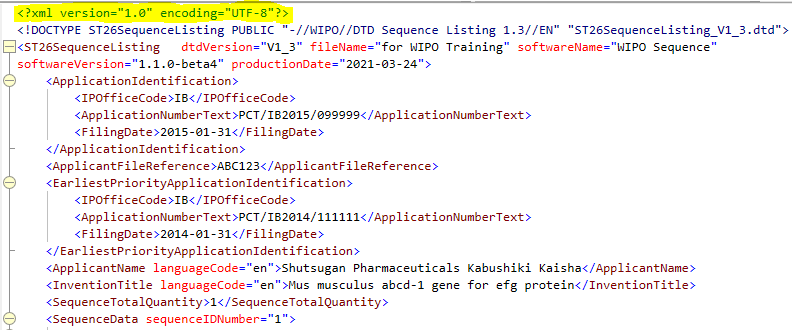 <?xml version="1.0" encoding="UTF-8"?>
<!DOCTYPE ST26SequenceListing PUBLIC "-//WIPO//DTD Sequence Listing 1.3//EN" "ST26SequenceListing_V1_3.dtd">
<ST26SequenceListing dtdVersion="V1_3" fileName="for WIPO Training" softwareName="WIPO Sequence"
softwareVersion="1.1.0-beta4" productionDate="2021-03-24">
<ApplicationIdentification>
<IPOfficeCode>IB</IPOfficeCode>
<ApplicationNumberText>PCT/IB2015/099999</ApplicationNumberText>
<FilingDate>2015-01-31</FilingDate>
</ApplicationIdentification>
<ApplicantFileReference>ABC123</ApplicantFileReference>
<EarliestPriorityApplicationIdentification>
<IPOfficeCode>IB</IPOfficeCode>
<ApplicationNumberText>PCT/IB2014/111111</ApplicationNumberText>
<FilingDate>2014-01-31</FilingDate>
</EarliestPriorityApplicationIdentification>
<ApplicantName languageCode="en">Shutsugan Pharmaceuticals Kabushiki Kaisha</ApplicantName>
<InventionTitle languageCode="en">Mus musculus abcd-1 gene for efg protein</InventionTitle>
<SequenceTotalQuantity>1</SequenceTotalQuantity>
<SequenceData sequenceIDNumber="1">